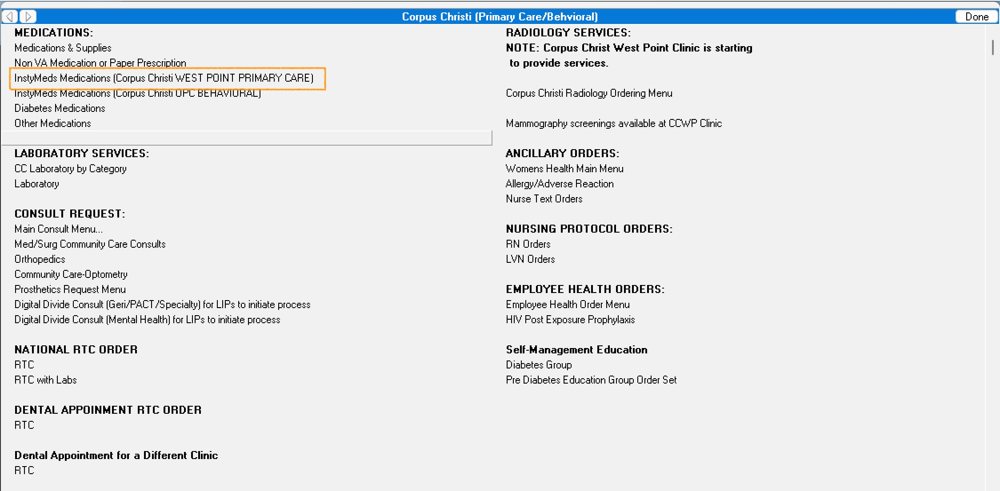 Corpus Christi (Primary Care/Behvioral)
Done
MEDICATIONS:
Medications & Supplies
Non VA Medication or Paper Prescription
InstyMeds Medications (Corpus Christi WEST POINT PRIMARY CARE)
InstyMeds Medications (Corpus Christi OPC BEHAVIORAL)
Diabetes Medications
Other Medications
LABORATORY SERVICES:
CC Laboratory by Category
Laboratory
CONSULT REQUEST:
Main Consult Menu...
Med/Surg Community Care Consults
Orthopedics
Community Care-Optometry
Prosthetics Request Menu
Digital Divide Consult (Geri/PACT/Specialty) for LIPs to initiate process
Digital Divide Consult (Mental Health) for LIPs to initiate process
NATIONAL RTC ORDER
RTC
RTC with Labs
DENTAL APPOINMENT RTC ORDER
RTC
Dental Appointment for a Different Clinic
RTC
RADIOLOGY SERVICES:
NOTE: Corpus Christ West Point Clinic is starting
to provide services.
Corpus Christi Radiology Ordering Menu
Mammography screenings available at CCWP Clinic
ANCILLARY ORDERS:
Womens Health Main Menu
Allergy/Adverse Reaction
Nurse Text Orders
NURSING PROTOCOL ORDERS:
RN Orders
LVN Orders
EMPLOYEE HEALTH ORDERS:
Employee Health Order Menu
HIV Post Exposure Prophylaxis
Self-Management Education
Diabetes Group
Pre Diabetes Education Group Order Set